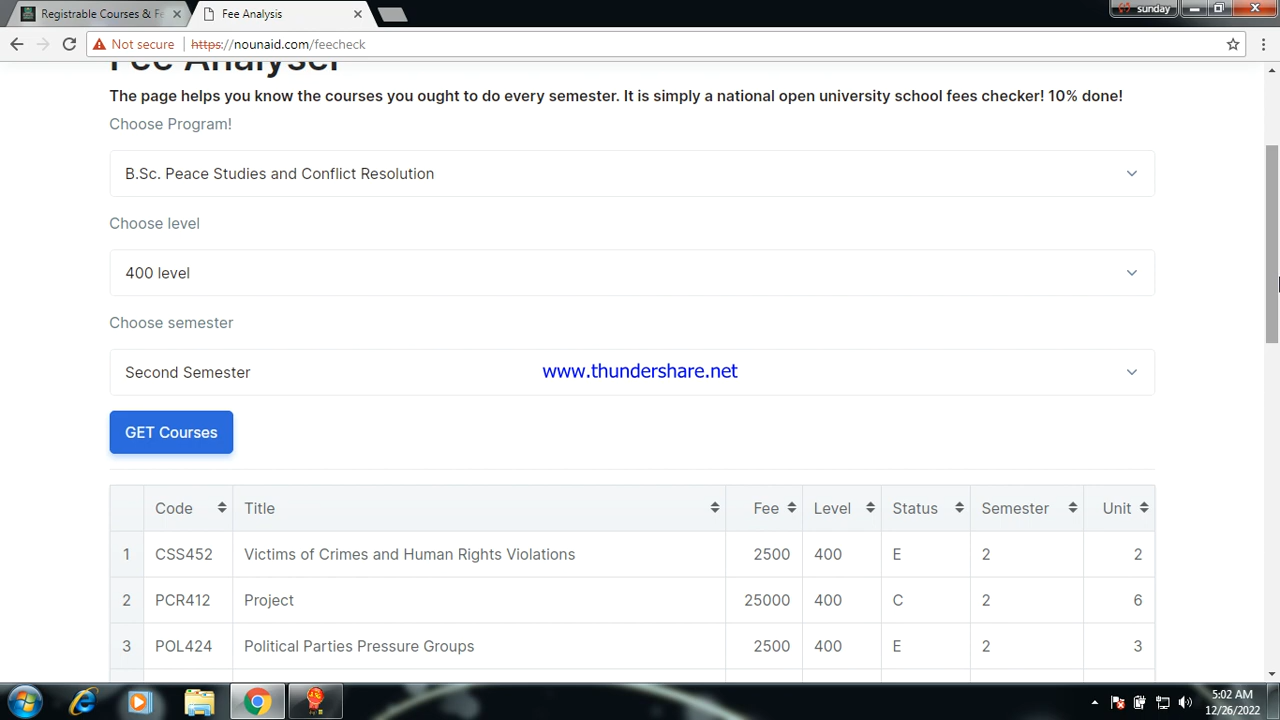 Registrable Courses & Fe
Fee Analysis
sunday
Not secure
https://nounaid.com/feecheck
Fee Analyser
The page helps you know the courses you ought to do every semester. It is simply a national open university school fees checker! 10% done!
Choose Program!
B.Sc. Peace Studies and Conflict Resolution
Choose level
400 level
Choose semester
Second Semester
www.thundershare.net
GET Courses
Code Title Fee Level Status Semester Unit
1 CSS452 Victims of Crimes and Human Rights Violations 2500 400 E 2 2
2 PCR412 Project 25000 400 C 2 6
3 POL424 Political Parties Pressure Groups 2500 400 E 2 3
5:02 AM
12/26/2022